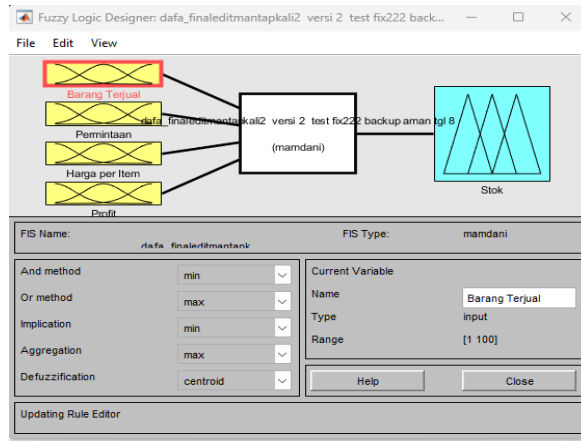 Fuzzy Logic Designer: dafa_finaleditmantapkali2 versi 2 test fix222 back...
File Edit View
Barang Terjual
Permintaan
Harga per Item
Profit
dafa_finaleditmantapkali2 versi 2 test fix222 backup aman tgl 8
(mamdani)
Stok
FIS Name:
dafa_finaleditmantapk
FIS Type:
mamdani
And method
min
Or method
max
Implication
min
Aggregation
max
Defuzzification
centroid
Current Variable
Name
Barang Terjual
Type
input
Range
[1 100]
Help
Close
Updating Rule Editor